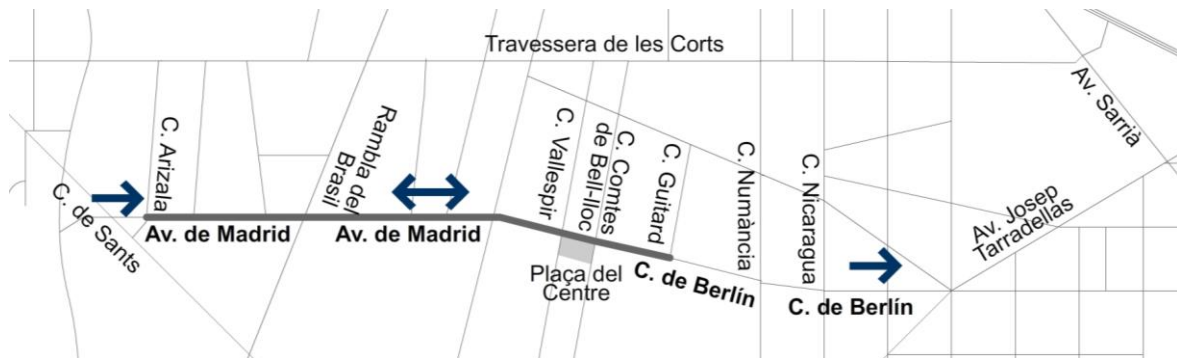 Travessera de les Corts
Av. Sarrià
C. Arizala
Rambla del
Brasil
C. Vallespir
C. Comtes
de Bell-lloc
C. Guitard
C. Numància
C. Nicaragua
Av. Josep
Tarradellas
C. de Sants
Av. de Madrid
Av. de Madrid
Plaça del
Centre
C. de Berlín
C. de Berlín